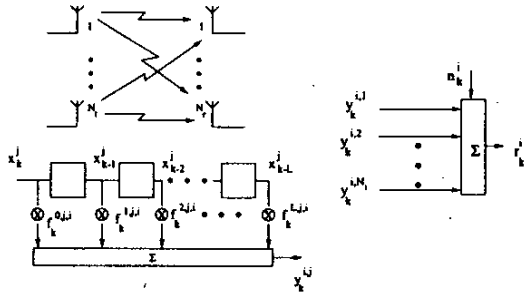 1 1
N_t N_r
x_k^j x_{k-1}^j x_{k-2}^j x_{k-L}^j
f_k^{0,j,i} f_k^{1,j,i} f_k^{2,j,i} f_k^{L,j,i}
Σ
y_k^{i,j}
n_k^i
y_k^{i,1}
y_k^{i,2}
Σ r_k^i
y_k^{i,N_t}